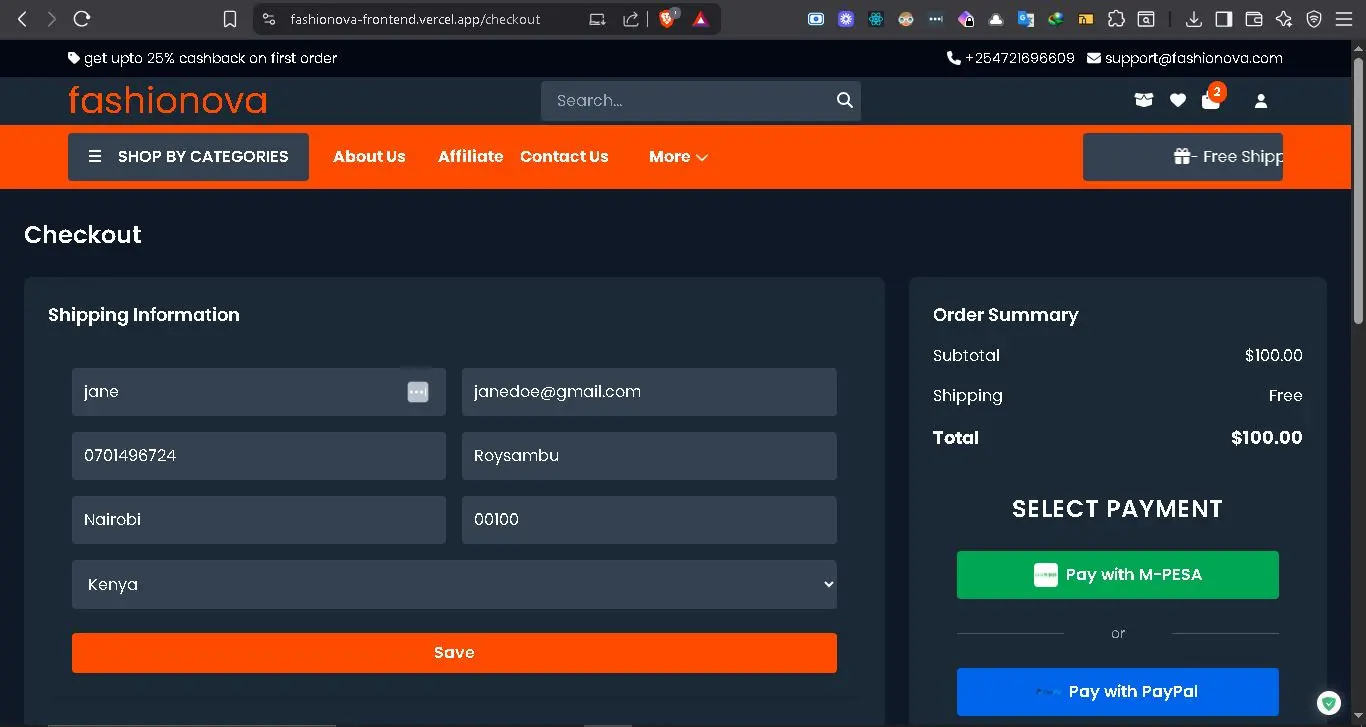 fashionova-frontend.vercel.app/checkout
get upto 25% cashback on first order
+254721696609 support@fashionova.com
fashionova
Search...
2
SHOP BY CATEGORIES About Us Affiliate Contact Us More
- Free Shipp
Checkout
Shipping Information
jane janedoe@gmail.com
0701496724 Roysambu
Nairobi 00100
Kenya
Save
Order Summary
Subtotal $100.00
Shipping Free
Total $100.00
SELECT PAYMENT
Pay with M-PESA
or
Pay with PayPal